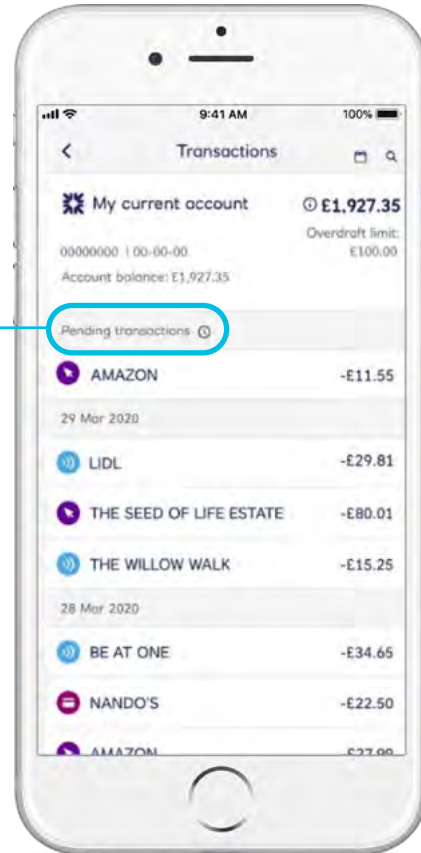 9:41 AM 100%
Transactions
My current account £1,927.35
Overdraft limit:
00000000 | 00-00-00 £100.00
Account balance: £1,927.35
Pending transactions
AMAZON -£11.55
29 Mar 2020
LIDL -£29.81
THE SEED OF LIFE ESTATE -£80.01
THE WILLOW WALK -£15.25
28 Mar 2020
BE AT ONE -£34.65
NANDO'S -£22.50
AMAZON -£27.99